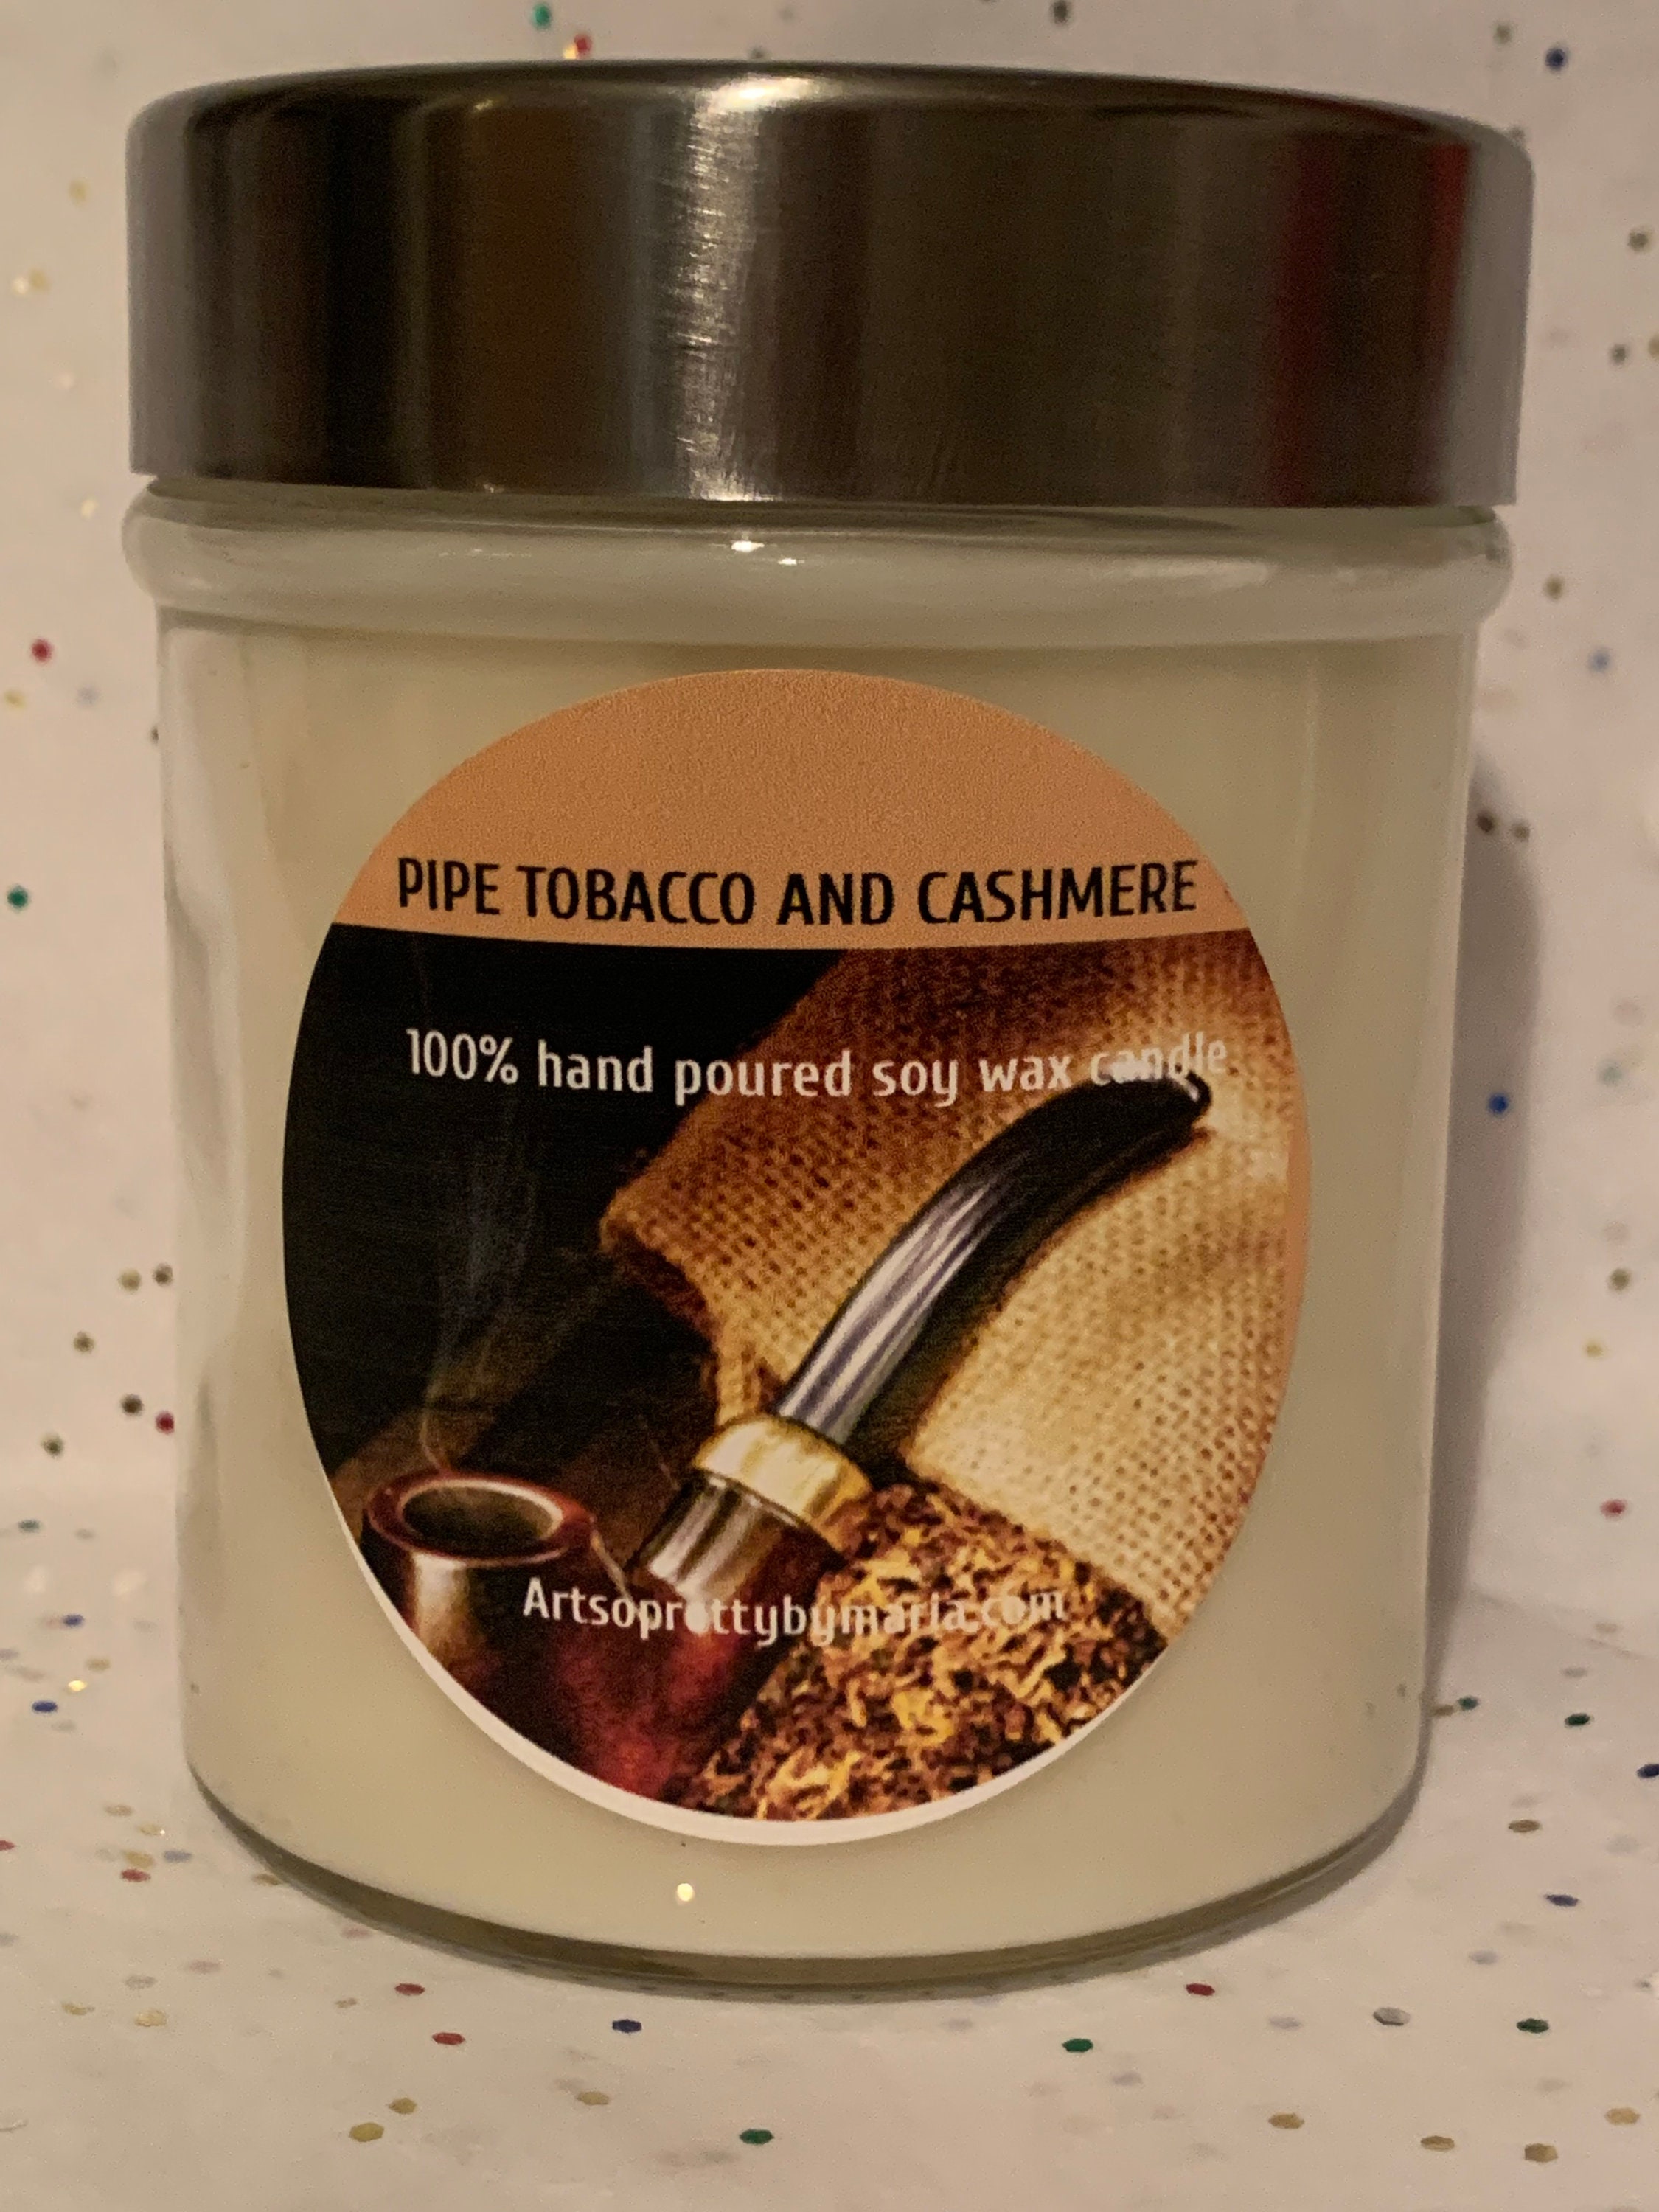 PIPE TOBACCO AND CASHMERE
100% hand poured soy wax candle
Artsoprettybymaria.com